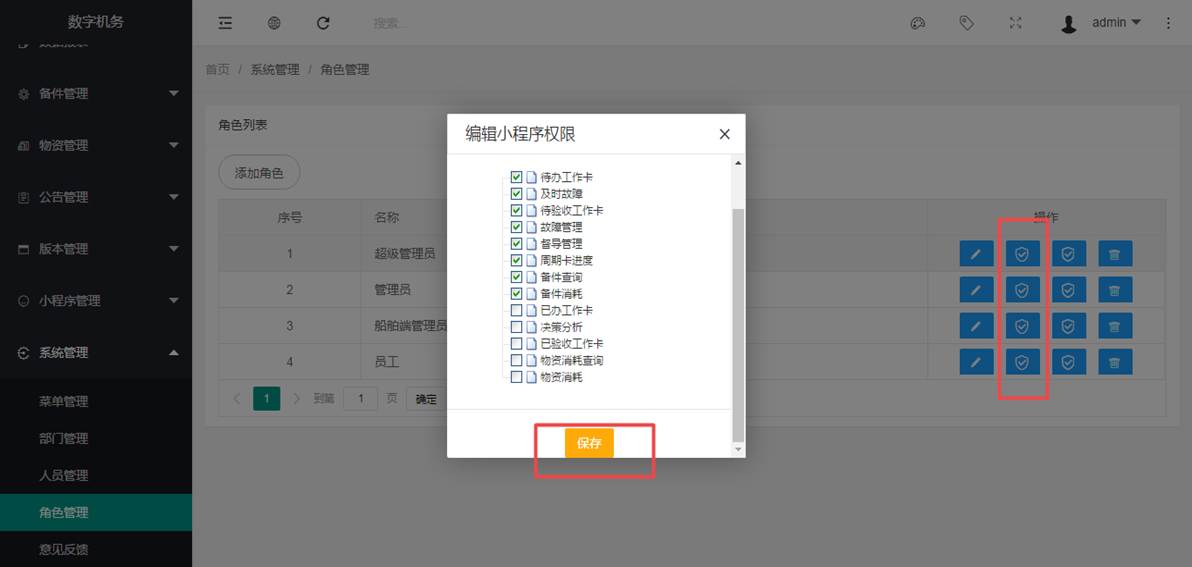 数字机务
搜索...
admin
数据报表
备件管理
物资管理
公告管理
版本管理
小程序管理
系统管理
菜单管理
部门管理
人员管理
角色管理
意见反馈
首页 / 系统管理 / 角色管理
角色列表
添加角色
序号 名称 操作
1 超级管理员
2 管理员
3 船舶端管理员
4 员工
1 到第 1 页 确定
编辑小程序权限
待办工作卡
及时故障
待验收工作卡
故障管理
督导管理
周期卡进度
备件查询
备件消耗
已办工作卡
决策分析
已验收工作卡
物资消耗查询
物资消耗
保存